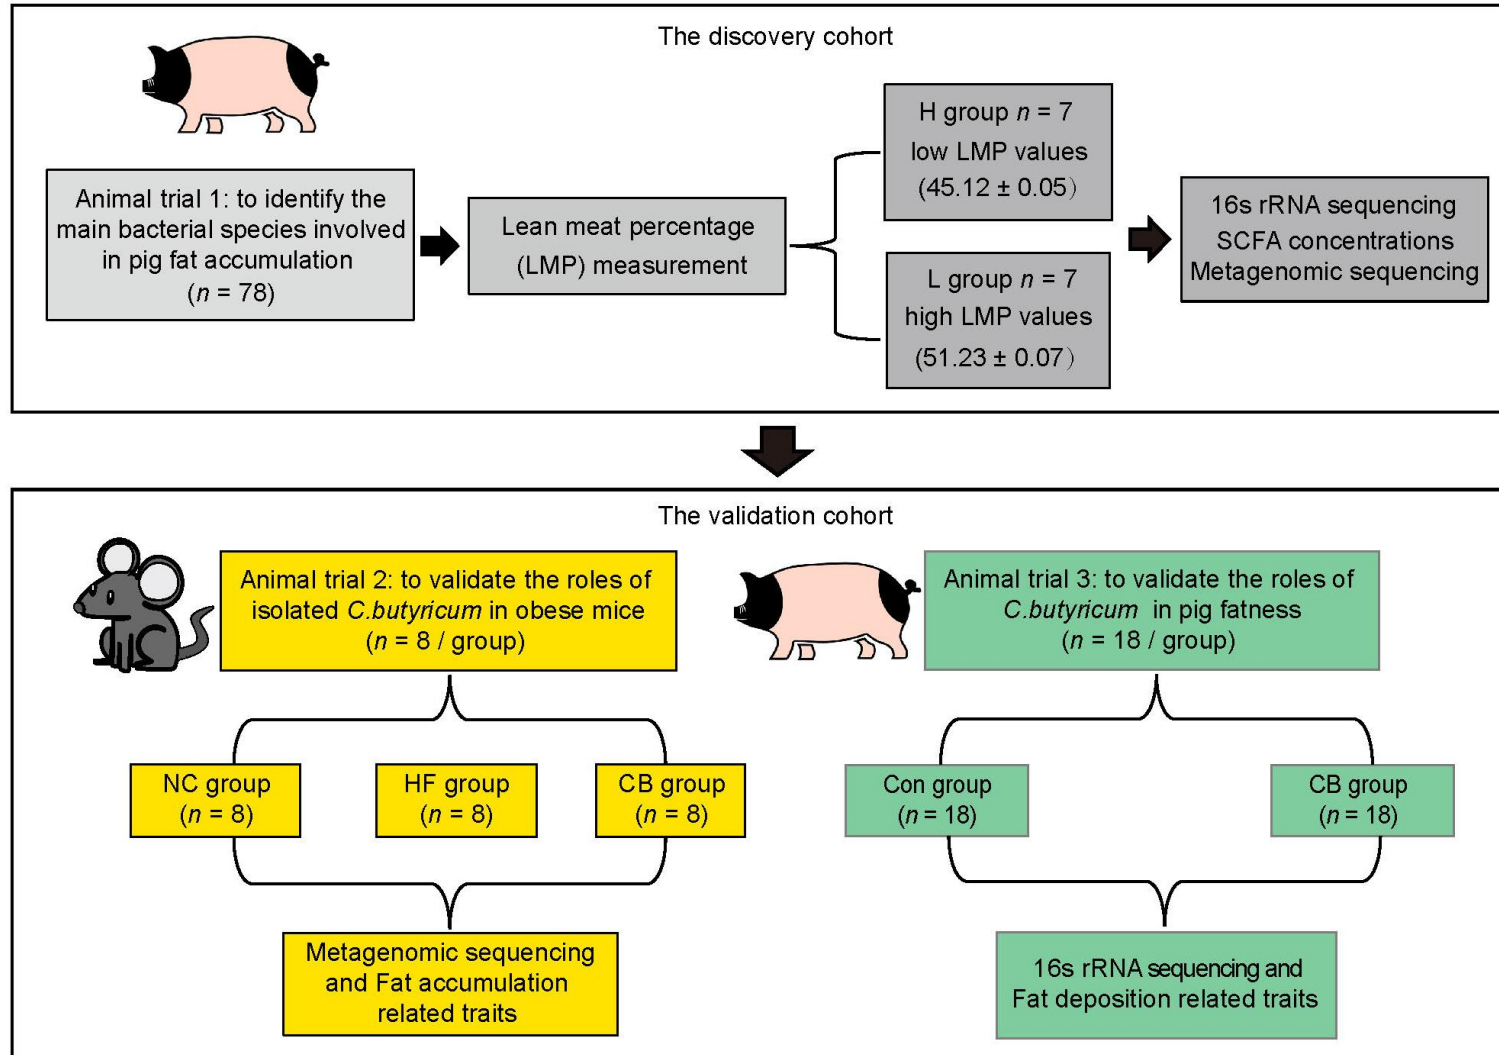 The discovery cohort
Animal trial 1: to identify the
main bacterial species involved
in pig fat accumulation
(n = 78)
Lean meat percentage
(LMP) measurement
H group n = 7
low LMP values
(45.12 ± 0.05)
L group n = 7
high LMP values
(51.23 ± 0.07)
16s rRNA sequencing
SCFA concentrations
Metagenomic sequencing
The validation cohort
Animal trial 2: to validate the roles of
isolated C.butyricum in obese mice
(n = 8 / group)
NC group
(n = 8)
HF group
(n = 8)
CB group
(n = 8)
Metagenomic sequencing
and Fat accumulation
related traits
Animal trial 3: to validate the roles of
C.butyricum in pig fatness
(n = 18 / group)
Con group
(n = 18)
CB group
(n = 18)
16s rRNA sequencing and
Fat deposition related traits